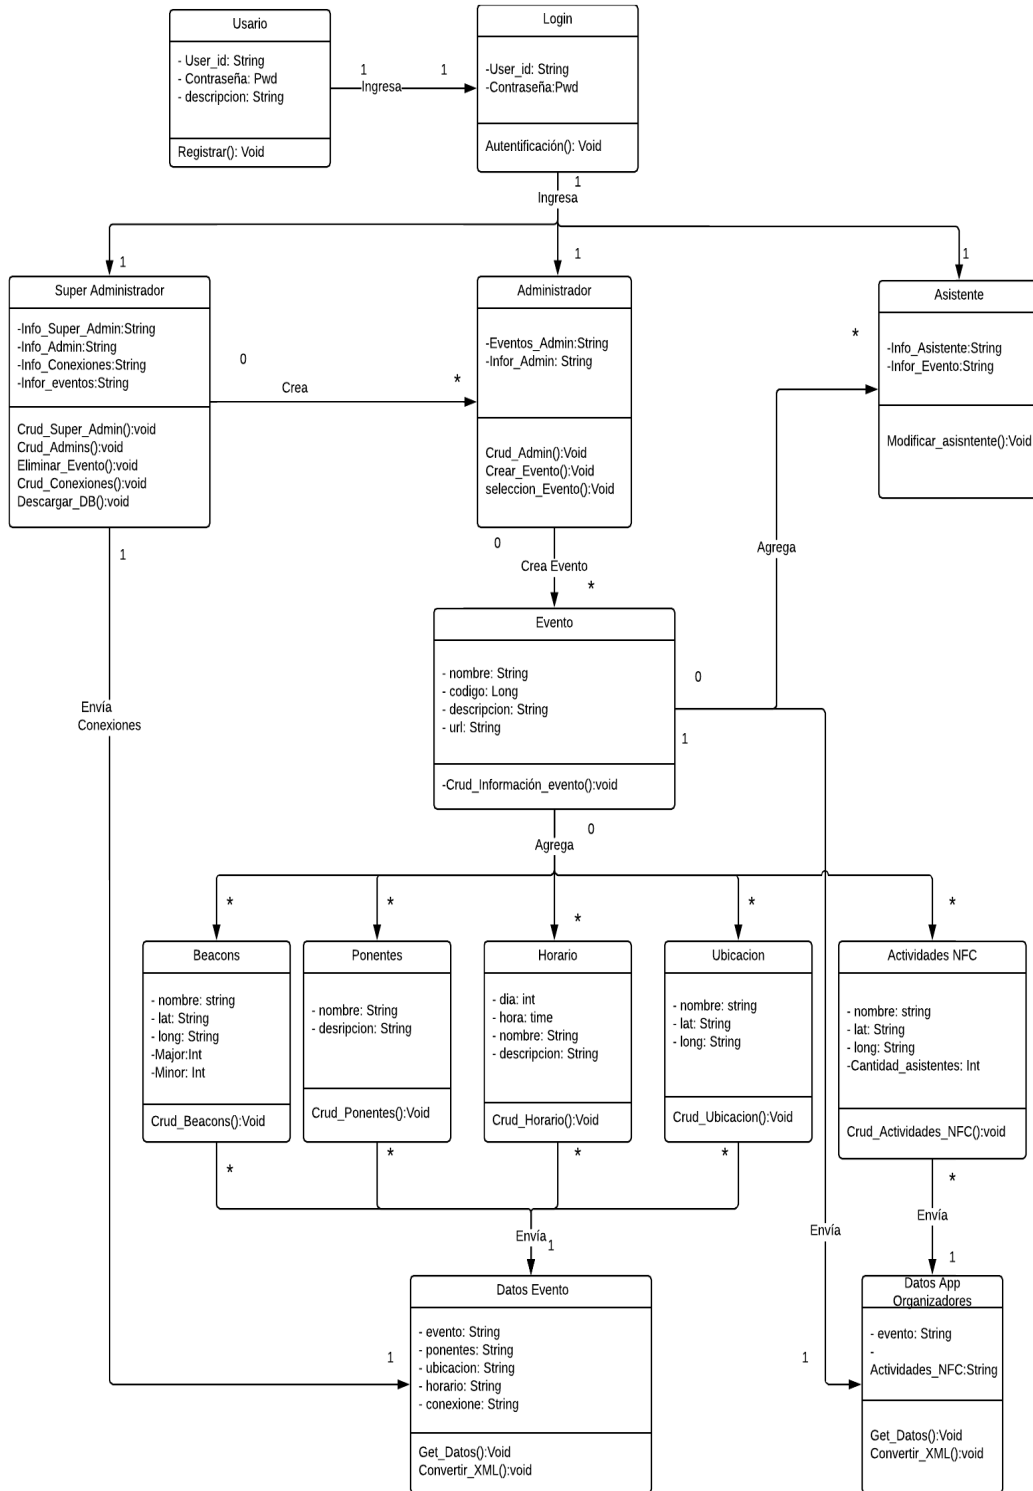 Usario
- User_id: String
- Contraseña: Pwd
- descripcion: String
Registrar(): Void
Login
-User_id: String
-Contraseña:Pwd
Autentificación(): Void
1
1
Ingresa
1
Ingresa
1
1
1
Super Administrador
-Info_Super_Admin:String
-Info_Admin:String
-Info_Conexiones:String
-Infor_eventos:String
Crud_Super_Admin():void
Crud_Admins():void
Eliminar_Evento():void
Crud_Conexiones():void
Descargar_DB():void
0
Crea
*
Administrador
-Eventos_Admin:String
-Infor_Admin: String
Crud_Admin():Void
Crear_Evento():Void
seleccion_Evento():Void
*
Asistente
-Info_Asistente:String
-Infor_Evento:String
Modificar_asisntente():Void
1
0
Crea Evento
*
Agrega
Evento
- nombre: String
- codigo: Long
- descripcion: String
- url: String
-Crud_Información_evento():void
0
1
Envía
Conexiones
0
Agrega
*
*
*
*
*
Beacons
- nombre: string
- lat: String
- long: String
-Major:Int
-Minor: Int
Crud_Beacons():Void
Ponentes
- nombre: String
- desripcion: String
Crud_Ponentes():Void
Horario
- dia: int
- hora: time
- nombre: String
- descripcion: String
Crud_Horario():Void
Ubicacion
- nombre: string
- lat: String
- long: String
Crud_Ubicacion():Void
Actividades NFC
- nombre: string
- lat: String
- long: String
-Cantidad_asistentes: Int
Crud_Actividades_NFC():void
*
*
*
*
*
Envía
1
Envía
Envía
1
1
1
Datos Evento
- evento: String
- ponentes: String
- ubicacion: String
- horario: String
- conexione: String
Get_Datos():Void
Convertir_XML():void
Datos App
Organizadores
- evento: String
-
Actividades_NFC:String
Get_Datos():Void
Convertir_XML():void